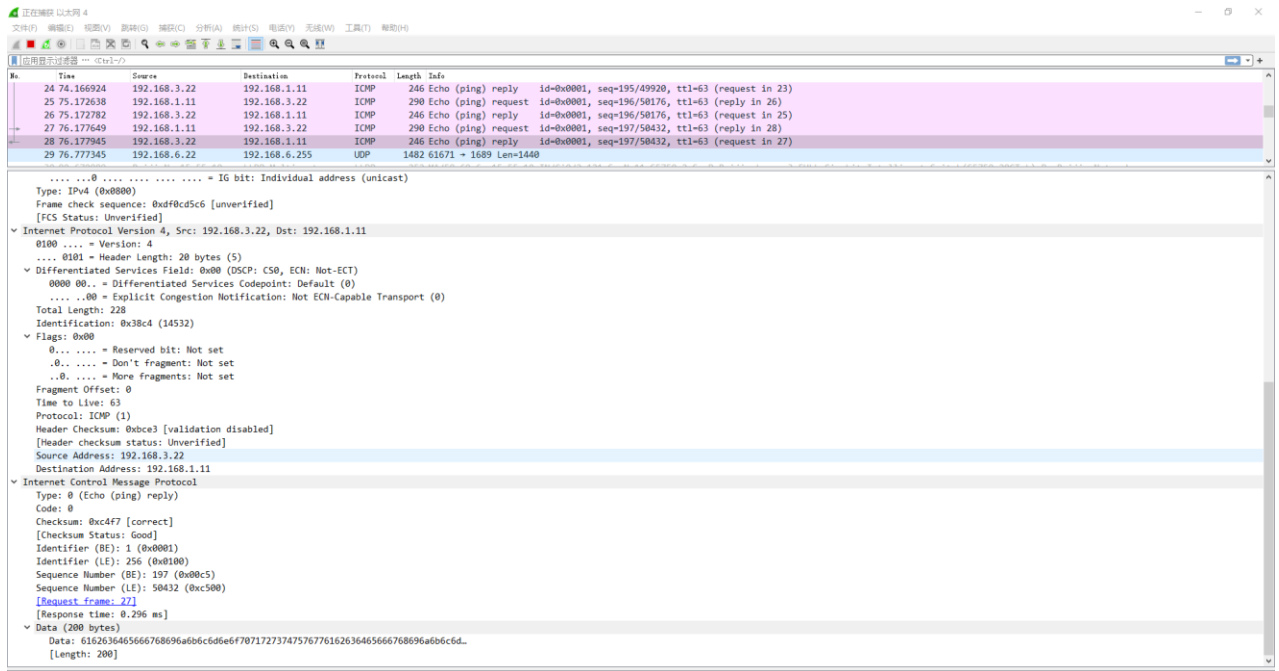 正在捕获 以太网 4
文件(F) 编辑(E) 视图(V) 跳转(G) 捕获(C) 分析(A) 统计(S) 电话(Y) 无线(W) 工具(T) 帮助(H)
应用显示过滤器 … <Ctrl-/>
No. Time Source Destination Protocol Length Info
24 74.166924 192.168.3.22 192.168.1.11 ICMP 246 Echo (ping) reply id=0x0001, seq=195/49920, ttl=63 (request in 23)
25 75.172638 192.168.1.11 192.168.3.22 ICMP 290 Echo (ping) request id=0x0001, seq=196/50176, ttl=63 (reply in 26)
26 75.172782 192.168.3.22 192.168.1.11 ICMP 246 Echo (ping) reply id=0x0001, seq=196/50176, ttl=63 (request in 25)
27 76.177649 192.168.1.11 192.168.3.22 ICMP 290 Echo (ping) request id=0x0001, seq=197/50432, ttl=63 (reply in 28)
28 76.177945 192.168.3.22 192.168.1.11 ICMP 246 Echo (ping) reply id=0x0001, seq=197/50432, ttl=63 (request in 27)
29 76.777345 192.168.6.22 192.168.6.255 UDP 1482 61671 → 1689 Len=1440
.... ...0 .... .... .... .... = IG bit: Individual address (unicast)
Type: IPv4 (0x0800)
Frame check sequence: 0xdf0cd5c6 [unverified]
[FCS Status: Unverified]
Internet Protocol Version 4, Src: 192.168.3.22, Dst: 192.168.1.11
0100 .... = Version: 4
.... 0101 = Header Length: 20 bytes (5)
Differentiated Services Field: 0x00 (DSCP: CS0, ECN: Not-ECT)
0000 00.. = Differentiated Services Codepoint: Default (0)
.... ..00 = Explicit Congestion Notification: Not ECN-Capable Transport (0)
Total Length: 228
Identification: 0x38c4 (14532)
Flags: 0x00
0... .... = Reserved bit: Not set
.0.. .... = Don't fragment: Not set
..0. .... = More fragments: Not set
Fragment Offset: 0
Time to Live: 63
Protocol: ICMP (1)
Header Checksum: 0xbce3 [validation disabled]
[Header checksum status: Unverified]
Source Address: 192.168.3.22
Destination Address: 192.168.1.11
Internet Control Message Protocol
Type: 0 (Echo (ping) reply)
Code: 0
Checksum: 0xc4f7 [correct]
[Checksum Status: Good]
Identifier (BE): 1 (0x0001)
Identifier (LE): 256 (0x0100)
Sequence Number (BE): 197 (0x00c5)
Sequence Number (LE): 50432 (0xc500)
[Request frame: 27]
[Response time: 0.296 ms]
Data (200 bytes)
Data: 6162636465666768696a6b6c6d6e6f7071727374757677616263646566676869​6a6b6c6d…
[Length: 200]